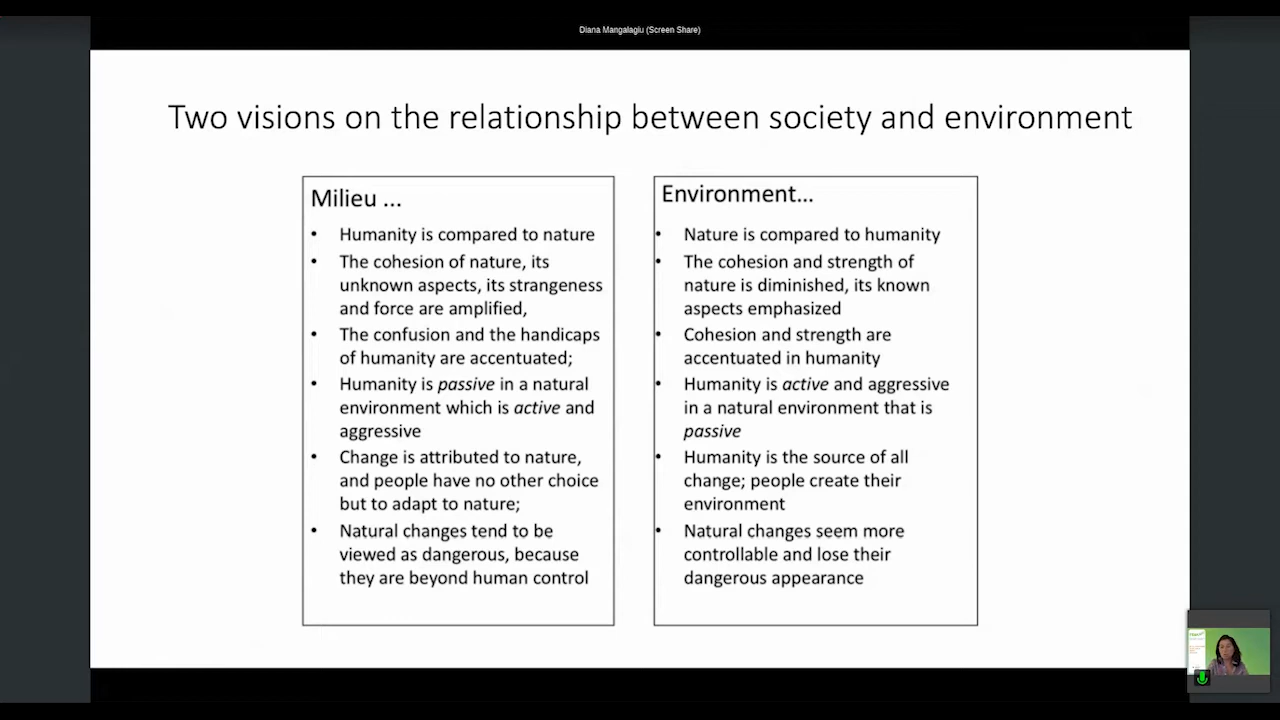 Diana Mangalagiu (Screen Share)
Two visions on the relationship between society and environment
Milieu ...
• Humanity is compared to nature
• The cohesion of nature, its
unknown aspects, its strangeness
and force are amplified,
• The confusion and the handicaps
of humanity are accentuated;
• Humanity is passive in a natural
environment which is active and
aggressive
• Change is attributed to nature,
and people have no other choice
but to adapt to nature;
• Natural changes tend to be
viewed as dangerous, because
they are beyond human control
Environment...
• Nature is compared to humanity
• The cohesion and strength of
nature is diminished, its known
aspects emphasized
• Cohesion and strength are
accentuated in humanity
• Humanity is active and aggressive
in a natural environment that is
passive
• Humanity is the source of all
change; people create their
environment
• Natural changes seem more
controllable and lose their
dangerous appearance